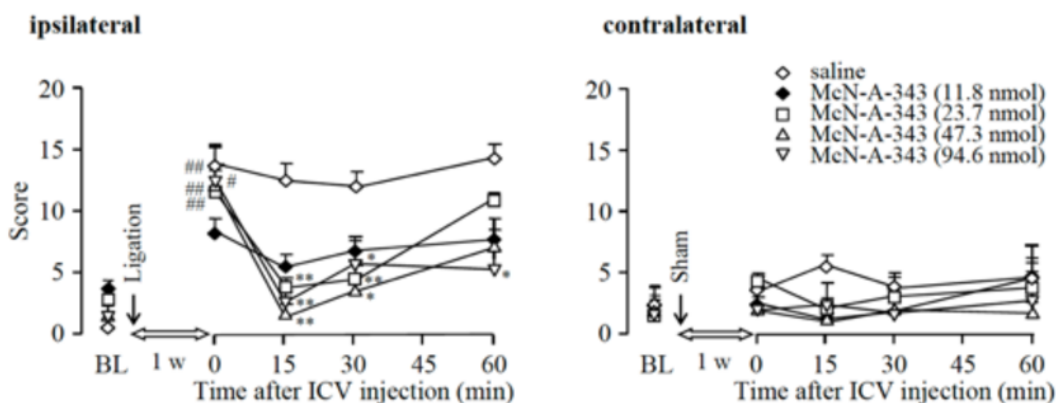 ipsilateral
contralateral
saline
McN-A-343 (11.8 nmol)
McN-A-343 (23.7 nmol)
McN-A-343 (47.3 nmol)
McN-A-343 (94.6 nmol)
20
15
10
5
0
Score
Ligation
##
#
##
##
**
**
**
*
**
*
*
BL
1 w
0
15
30
45
60
Time after ICV injection (min)
20
15
10
5
0
Sham
BL
1 w
0
15
30
45
60
Time after ICV injection (min)